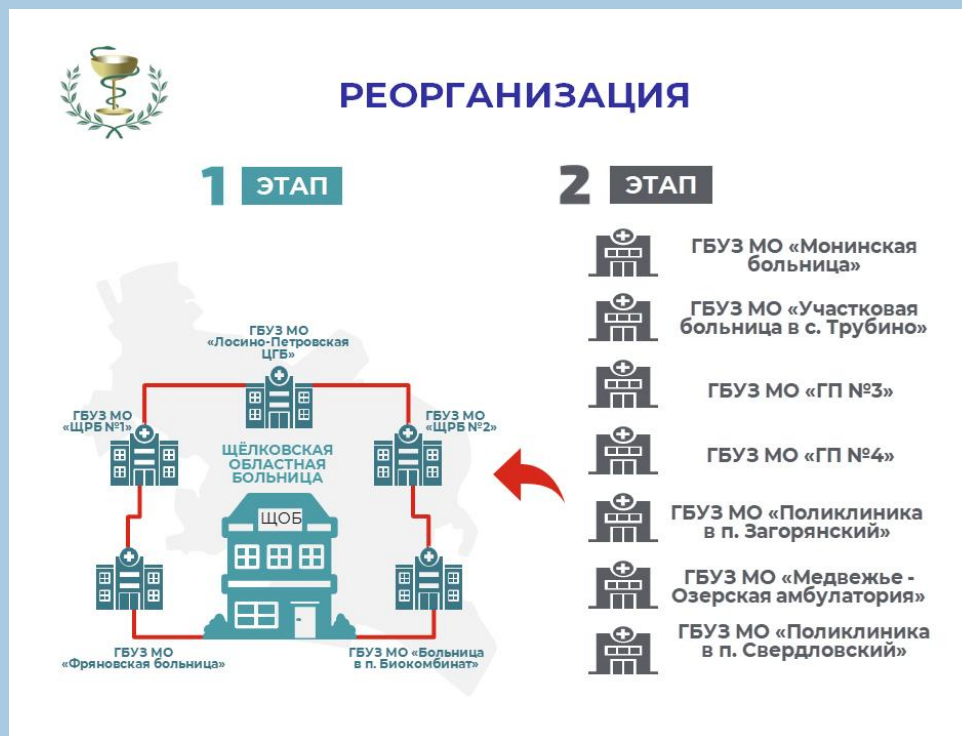 РЕОРГАНИЗАЦИЯ
1 ЭТАП
ГБУЗ МО
«Лосино-Петровская
ЦГБ»
ГБУЗ МО
«ЩРБ №1»
ГБУЗ МО
«ЩРБ №2»
ЩЁЛКОВСКАЯ
ОБЛАСТНАЯ
БОЛЬНИЦА
ЩОБ
ГБУЗ МО
«Фряновская больница»
ГБУЗ МО «Больница
в п. Биокомбинат»
2 ЭТАП
ГБУЗ МО «Монинская
больница»
ГБУЗ МО «Участковая
больница в с. Трубино»
ГБУЗ МО «ГП №3»
ГБУЗ МО «ГП №4»
ГБУЗ МО «Поликлиника
в п. Загорянский»
ГБУЗ МО «Медвежье -
Озерская амбулатория»
ГБУЗ МО «Поликлиника
в п. Свердловский»